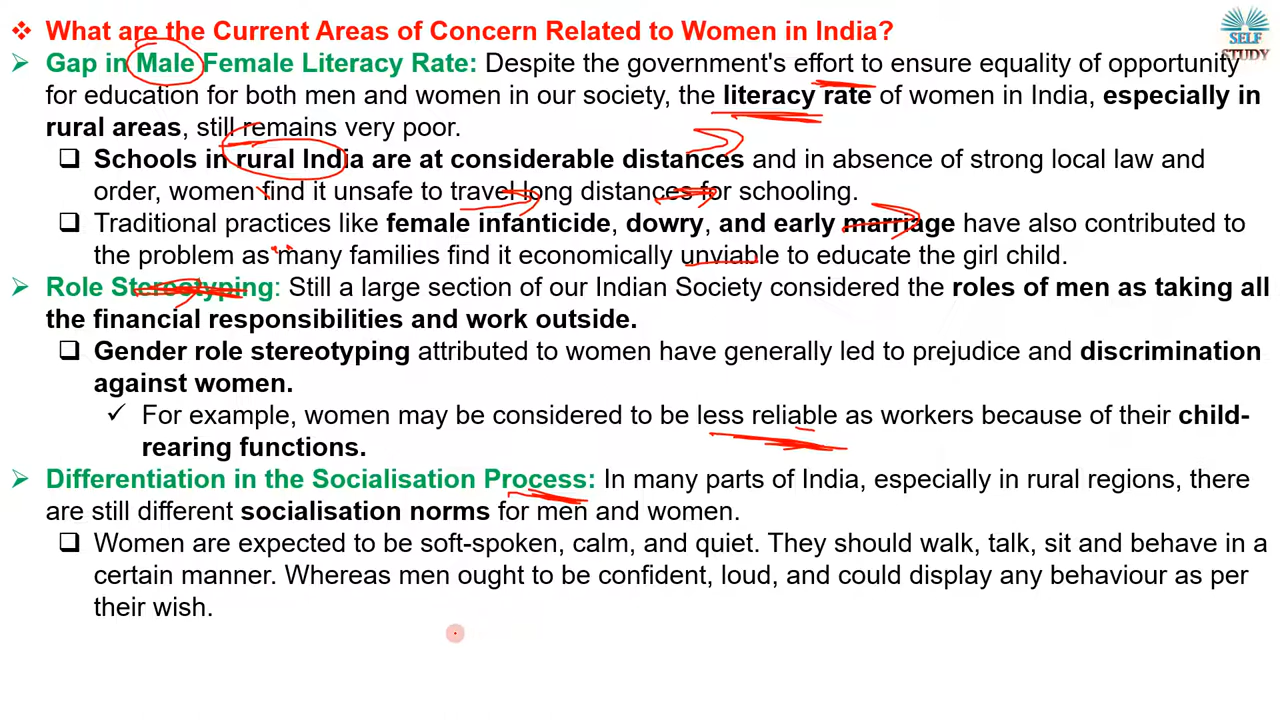 ❖ What are the Current Areas of Concern Related to Women in India?
SELF
STUDY
➢ Gap in Male Female Literacy Rate: Despite the government's effort to ensure equality of opportunity
for education for both men and women in our society, the literacy rate of women in India, especially in
rural areas, still remains very poor.
❑ Schools in rural India are at considerable distances and in absence of strong local law and
order, women find it unsafe to travel long distances for schooling.
❑ Traditional practices like female infanticide, dowry, and early marriage have also contributed to
the problem as many families find it economically unviable to educate the girl child.
➢ Role Stereotyping: Still a large section of our Indian Society considered the roles of men as taking all
the financial responsibilities and work outside.
❑ Gender role stereotyping attributed to women have generally led to prejudice and discrimination
against women.
✓ For example, women may be considered to be less reliable as workers because of their child-
rearing functions.
➢ Differentiation in the Socialisation Process: In many parts of India, especially in rural regions, there
are still different socialisation norms for men and women.
❑ Women are expected to be soft-spoken, calm, and quiet. They should walk, talk, sit and behave in a
certain manner. Whereas men ought to be confident, loud, and could display any behaviour as per
their wish.